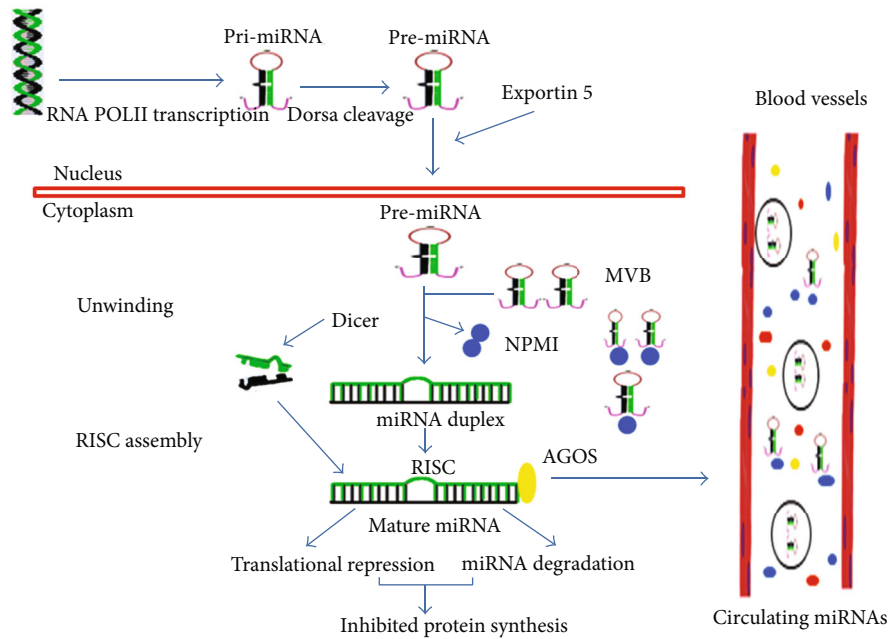 Pri-miRNA
Pre-miRNA
Exportin 5
RNA POLII transcriptioin
Dorsa cleavage
Nucleus
Cytoplasm
Pre-miRNA
MVB
Unwinding
Dicer
NPMI
miRNA duplex
RISC assembly
RISC
AGOS
Mature miRNA
Translational repression
miRNA degradation
Inhibited protein synthesis
Blood vessels
Circulating miRNAs